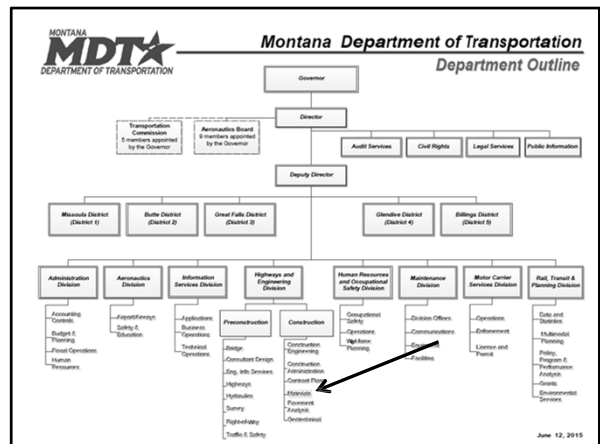 MONTANA
MDT
DEPARTMENT OF TRANSPORTATION
Montana Department of Transportation
Department Outline
Governor
Director
Transportation
Commission
5 members appointed
by the Governor
Aeronautics Board
9 members appointed
by the Governor
Audit Services
Civil Rights
Legal Services
Public Information
Deputy Director
Missoula District
(District 1)
Butte District
(District 2)
Great Falls District
(District 3)
Glendive District
(District 4)
Billings District
(District 5)
Administration
Division
Aeronautics
Division
Information
Services Division
Highways and
Engineering
Division
Human Resources
and Occupational
Safety Division
Maintenance
Division
Motor Carrier
Services Division
Rail, Transit &
Planning Division
Accounting
Controls
Budget &
Planning
Fiscal Operations
Human
Resources
Airport/Airways
Safety &
Education
Applications
Business
Operations
Technical
Operations
Preconstruction
Bridge
Consultant Design
Eng. Info Services
Highways
Hydraulics
Survey
Right-of-Way
Traffic & Safety
Construction
Construction
Engineering
Construction
Administration
Contract Plans
Materials
Pavement
Analysis
Geotechnical
Occupational
Safety
Operations
Workforce
Planning
Division Offices
Communications
Facilities
Operations
Enforcement
License and
Permit
Data and
Statistics
Multimodal
Planning
Policy,
Program &
Performance
Analysis
Grants
Environmental
Services
June 12, 2015